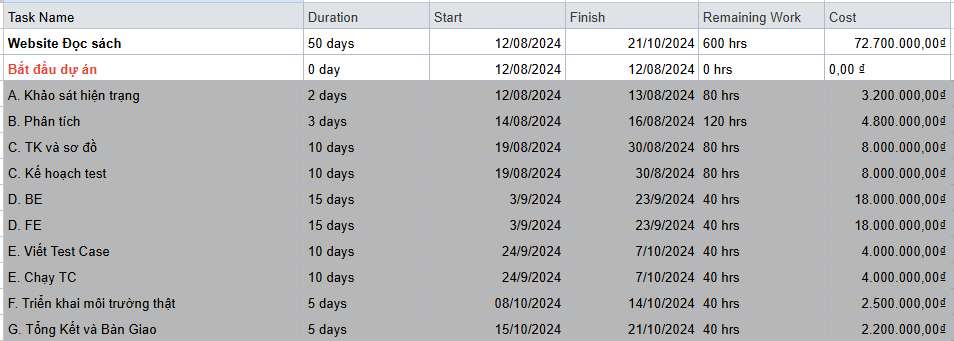 Task Name Duration Start Finish Remaining Work Cost
Website Đọc sách 50 days 12/08/2024 21/10/2024 600 hrs 72.700.000,00₫
Bắt đầu dự án 0 day 12/08/2024 12/08/2024 0 hrs 0,00 ₫
A. Khảo sát hiện trạng 2 days 12/08/2024 13/08/2024 80 hrs 3.200.000,00₫
B. Phân tích 3 days 14/08/2024 16/08/2024 120 hrs 4.800.000,00₫
C. TK và sơ đồ 10 days 19/08/2024 30/08/2024 80 hrs 8.000.000,00₫
C. Kế hoạch test 10 days 19/08/2024 30/8/2024 80 hrs 8.000.000,00₫
D. BE 15 days 3/9/2024 23/9/2024 40 hrs 18.000.000,00₫
D. FE 15 days 3/9/2024 23/9/2024 40 hrs 18.000.000,00₫
E. Viết Test Case 10 days 24/9/2024 7/10/2024 40 hrs 4.000.000,00₫
E. Chạy TC 10 days 24/9/2024 7/10/2024 40 hrs 4.000.000,00₫
F. Triển khai môi trường thật 5 days 08/10/2024 14/10/2024 40 hrs 2.500.000,00₫
G. Tổng Kết và Bàn Giao 5 days 15/10/2024 21/10/2024 40 hrs 2.200.000,00₫